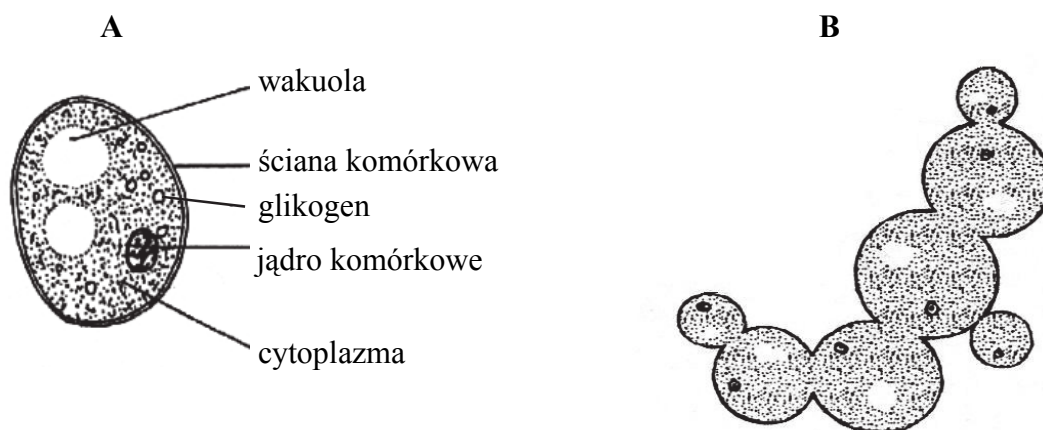 A
B
wakuola
ściana komórkowa
glikogen
jądro komórkowe
cytoplazma